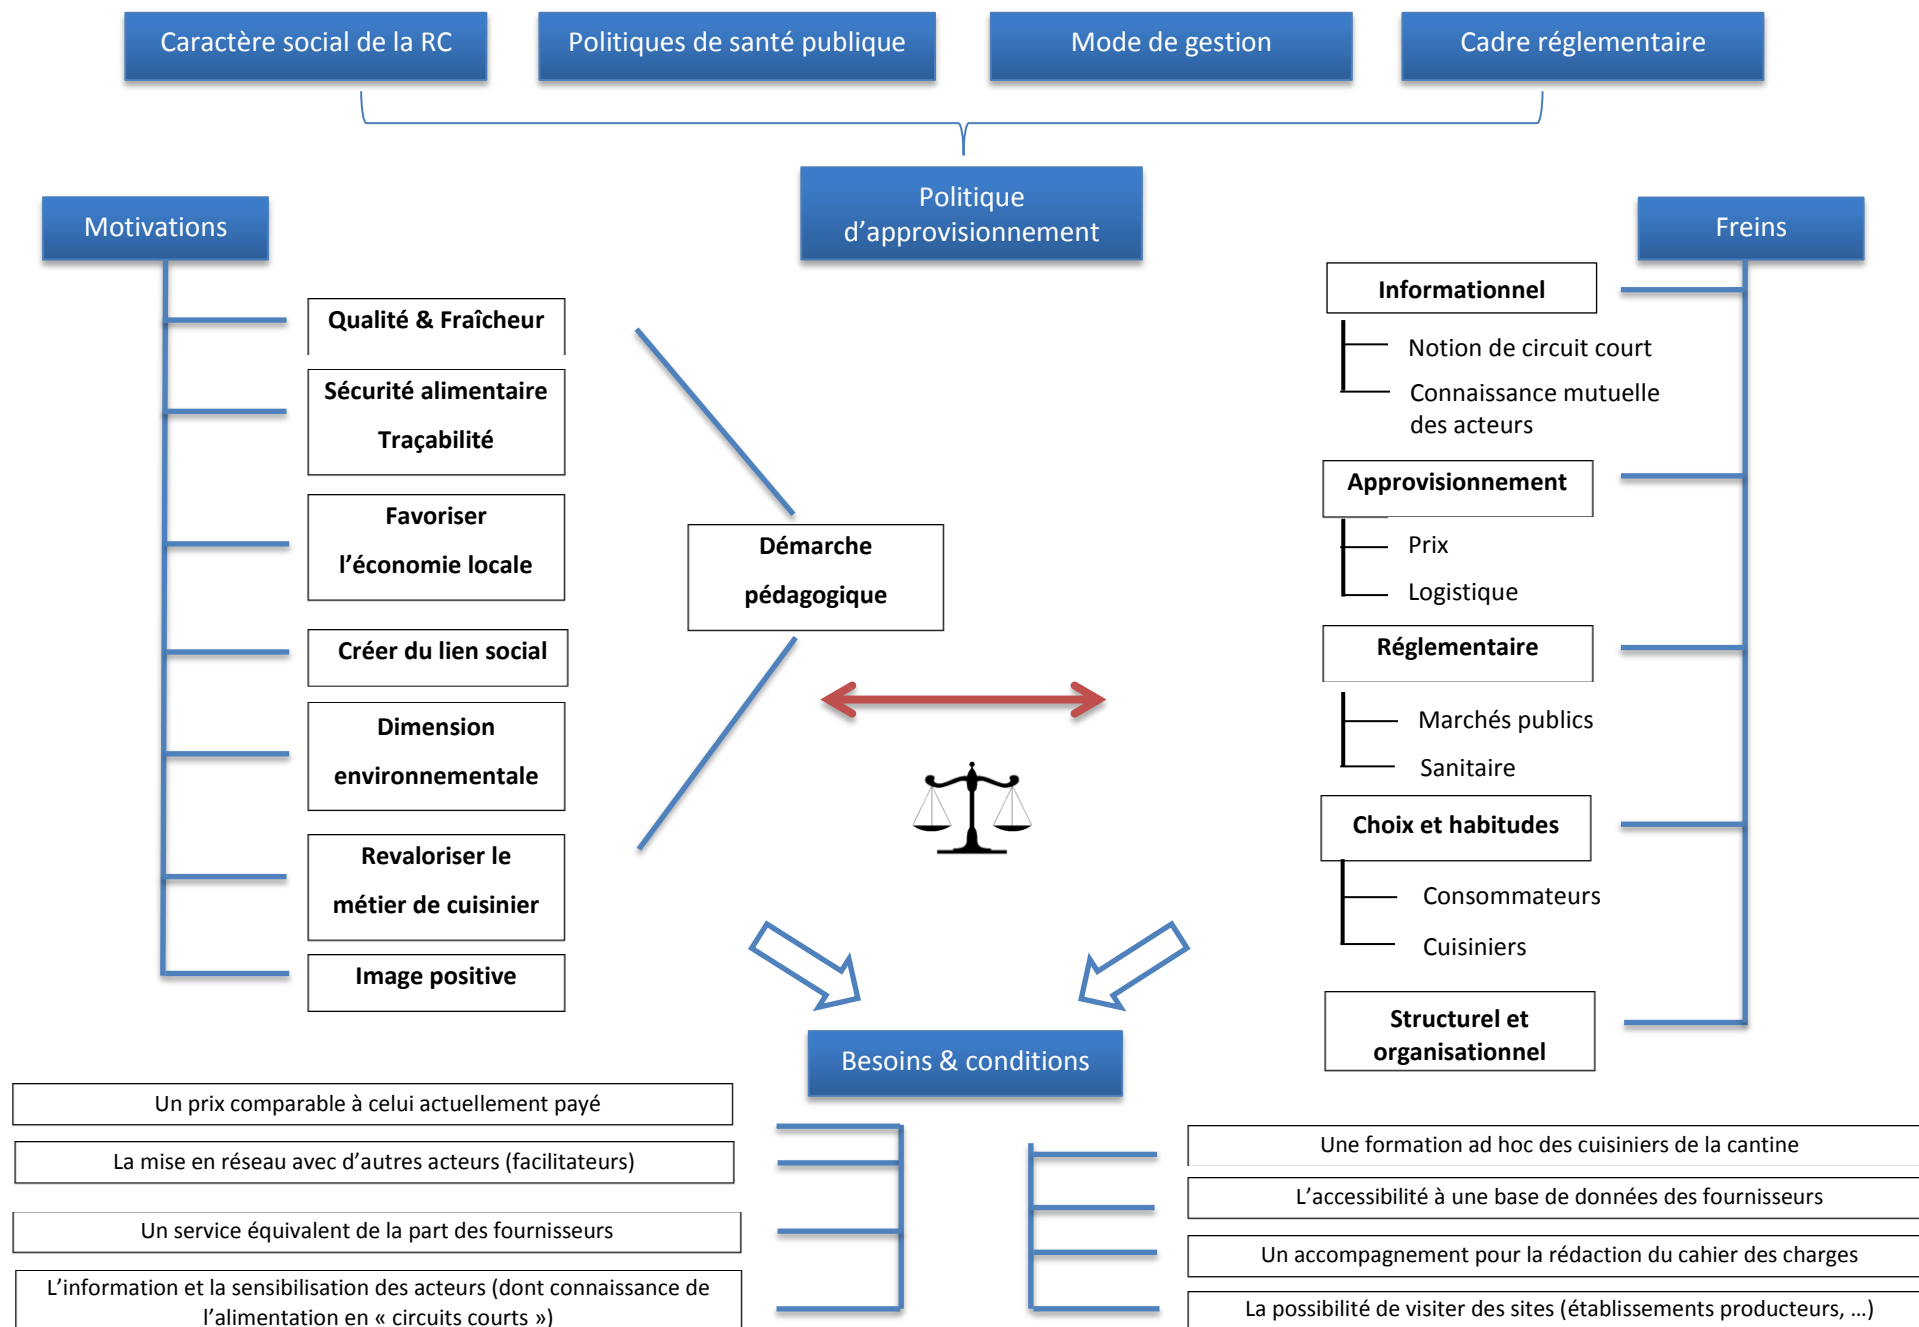 Caractère social de la RC
Politiques de santé publique
Mode de gestion
Cadre réglementaire
Politique
d’approvisionnement
Motivations
Qualité & Fraîcheur
Sécurité alimentaire
Traçabilité
Favoriser
l’économie locale
Créer du lien social
Dimension
environnementale
Revaloriser le
métier de cuisinier
Image positive
Démarche
pédagogique
Freins
Informationnel
Notion de circuit court
Connaissance mutuelle
des acteurs
Approvisionnement
Prix
Logistique
Réglementaire
Marchés publics
Sanitaire
Choix et habitudes
Consommateurs
Cuisiniers
Structurel et
organisationnel
Besoins & conditions
Un prix comparable à celui actuellement payé
La mise en réseau avec d’autres acteurs (facilitateurs)
Un service équivalent de la part des fournisseurs
L’information et la sensibilisation des acteurs (dont connaissance de
l’alimentation en « circuits courts »)
Une formation ad hoc des cuisiniers de la cantine
L’accessibilité à une base de données des fournisseurs
Un accompagnement pour la rédaction du cahier des charges
La possibilité de visiter des sites (établissements producteurs, …)